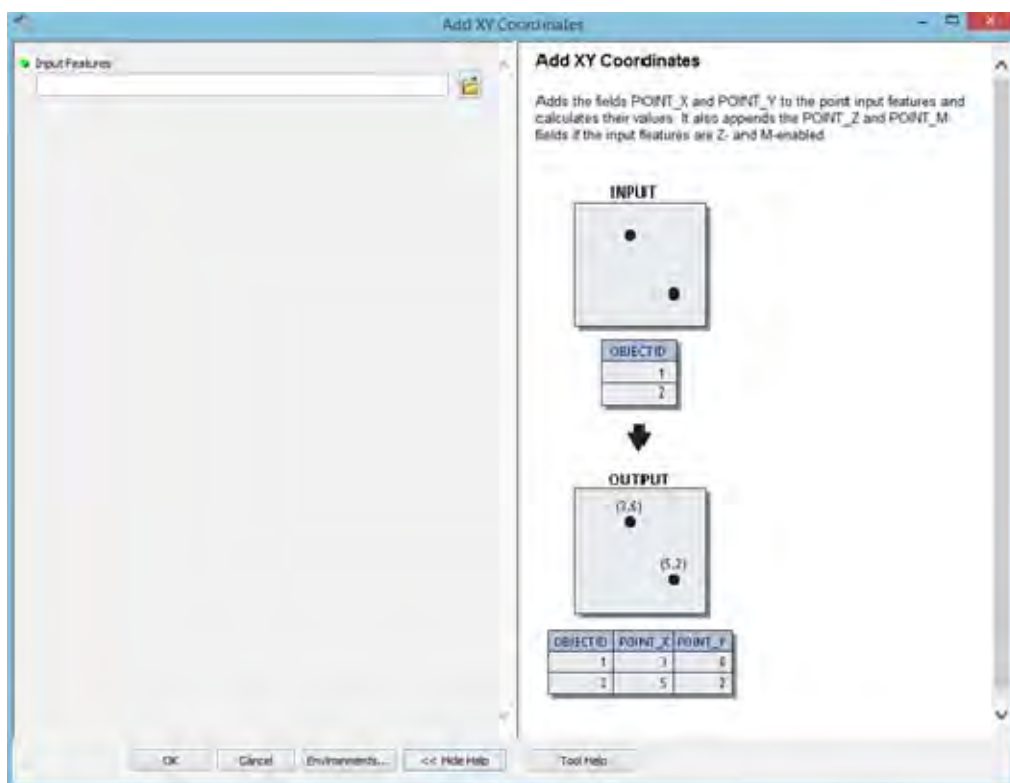 Add XY Coordinates
Input Features
Add XY Coordinates
Adds the fields POINT_X and POINT_Y to the point input features and
calculates their values. It also appends the POINT_Z and POINT_M
fields if the input features are Z- and M-enabled.
INPUT
OBJECTID
1
2
OUTPUT
(3,6)
(5,2)
OBJECTID POINT_X POINT_Y
1 3 6
2 5 2
OK Cancel Environments... << Hide Help Tool Help